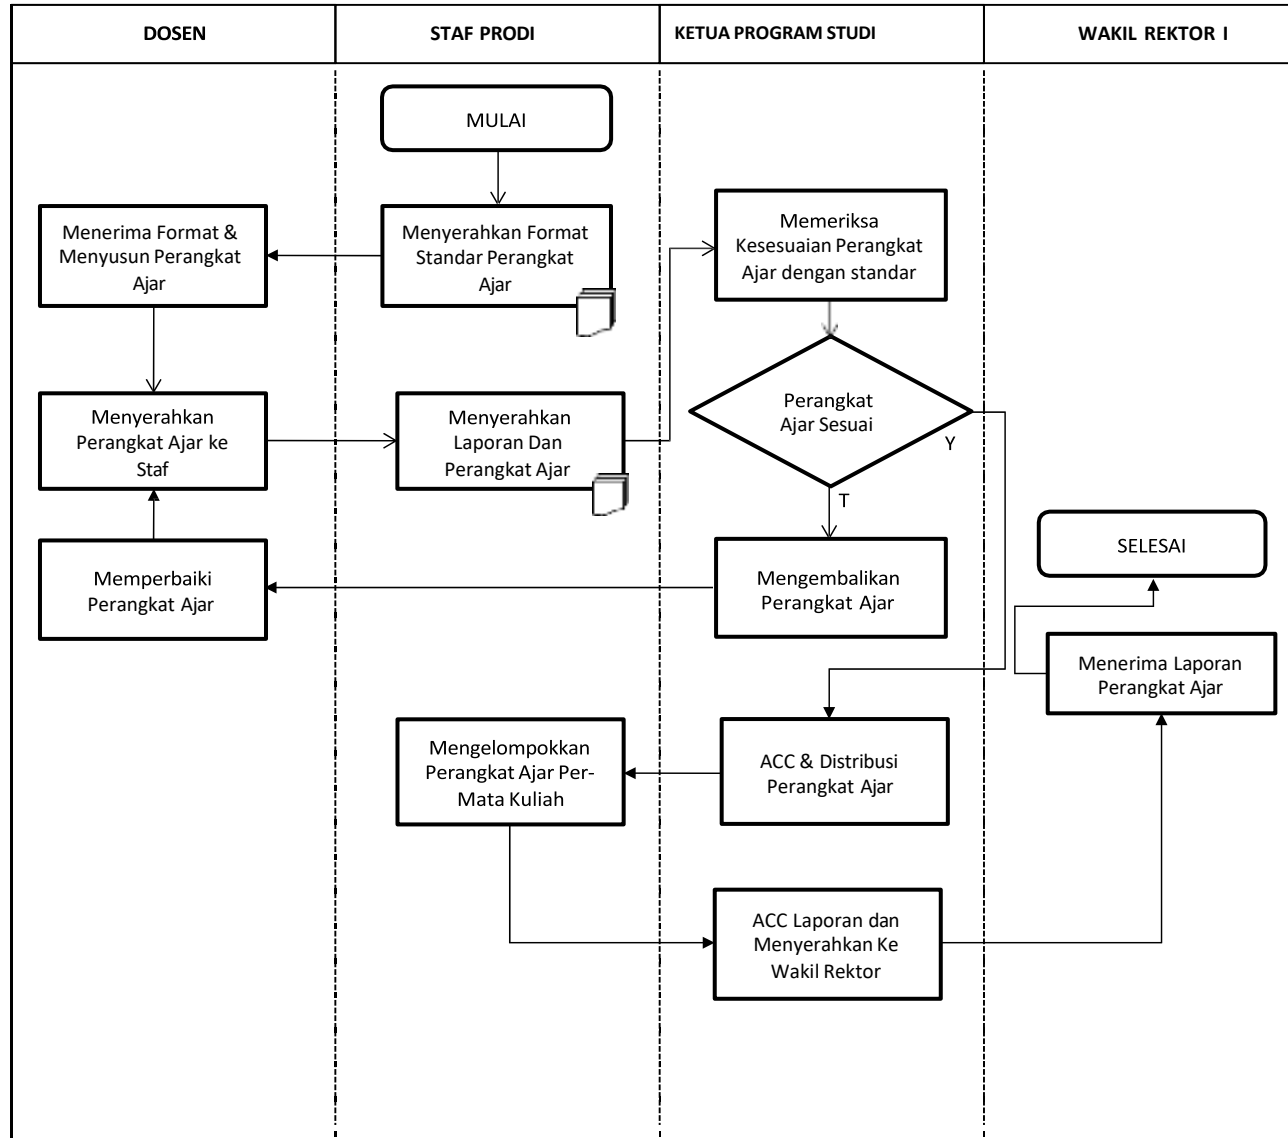 DOSEN
STAF PRODI
KETUA PROGRAM STUDI
WAKIL REKTOR I
MULAI
Menerima Format &
Menyusun Perangkat
Ajar
Menyerahkan Format
Standar Perangkat
Ajar
Memeriksa
Kesesuaian Perangkat
Ajar dengan standar
Menyerahkan
Perangkat Ajar ke
Staf
Menyerahkan
Laporan Dan
Perangkat Ajar
Perangkat
Ajar Sesuai
Y
T
Memperbaiki
Perangkat Ajar
Mengembalikan
Perangkat Ajar
SELESAI
Menerima Laporan
Perangkat Ajar
Mengelompokkan
Perangkat Ajar Per-
Mata Kuliah
ACC & Distribusi
Perangkat Ajar
ACC Laporan dan
Menyerahkan Ke
Wakil Rektor